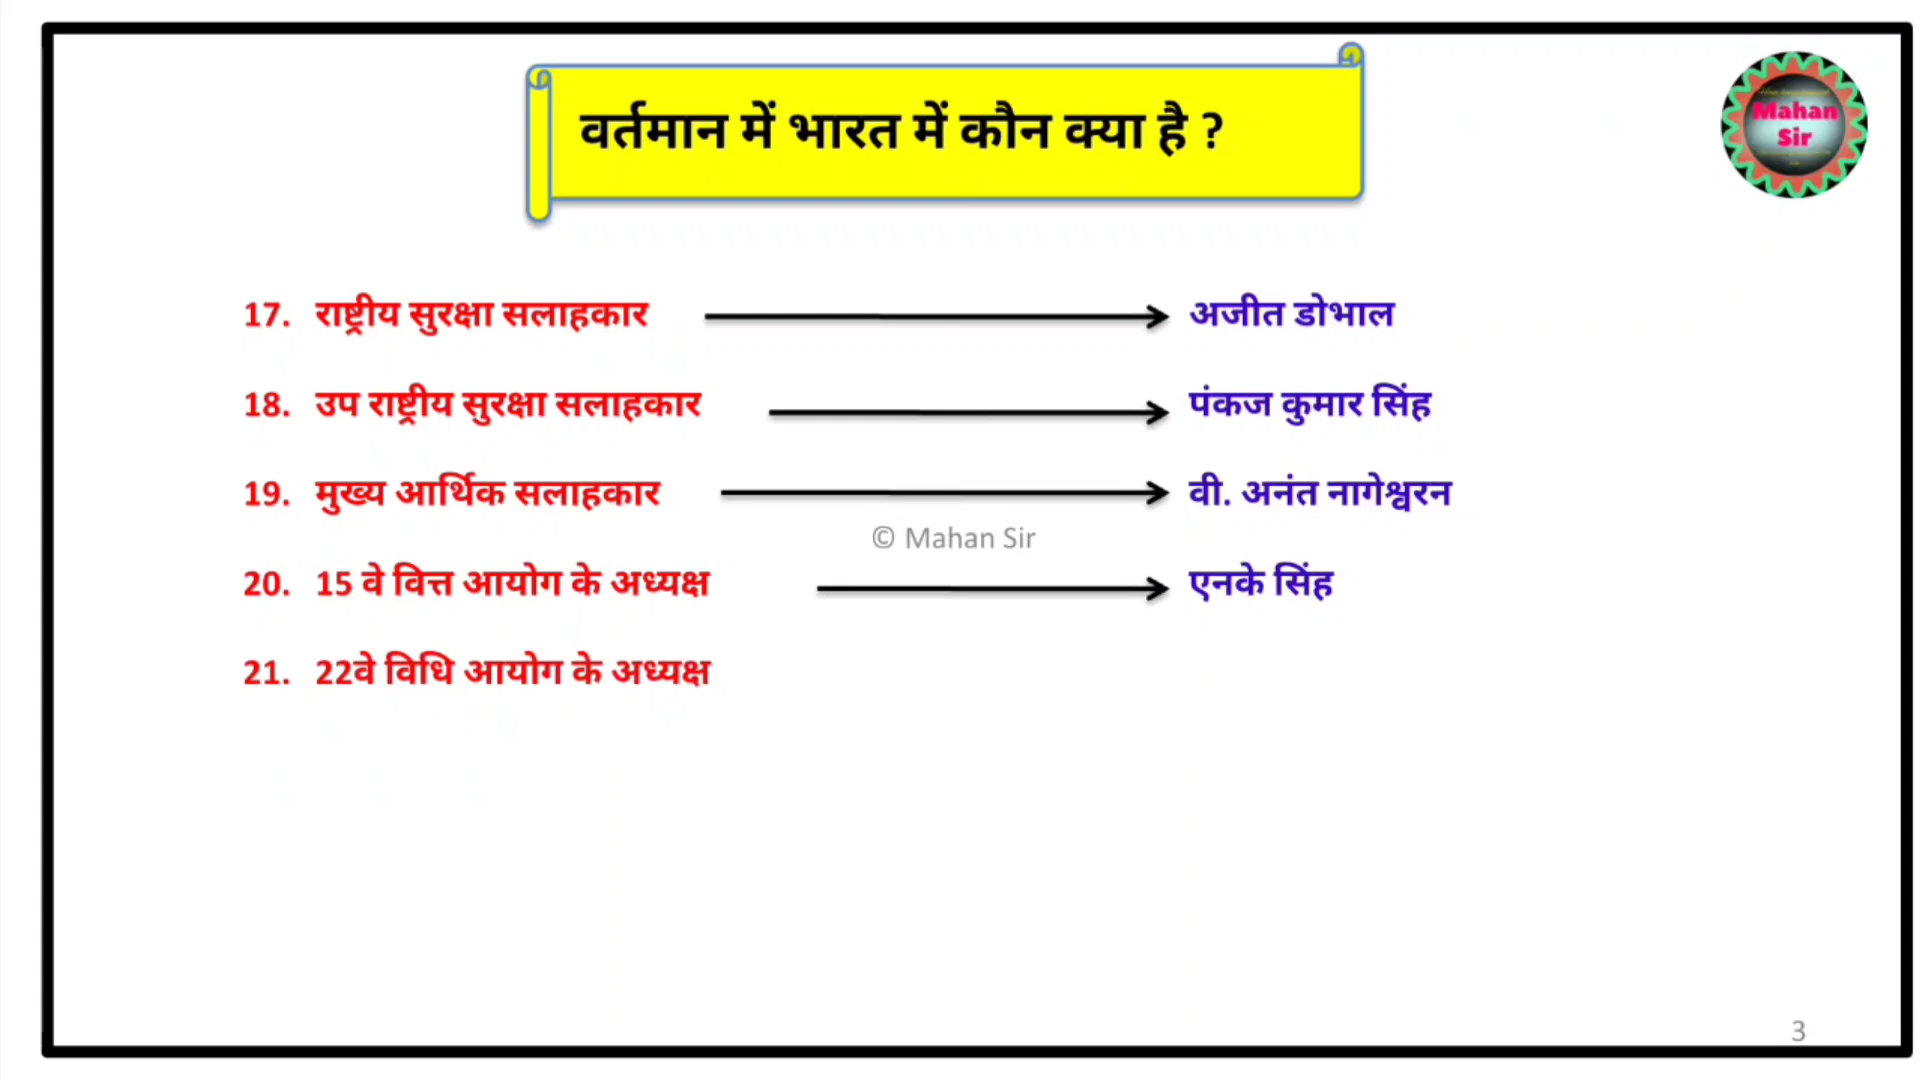 वर्तमान में भारत में कौन क्या है ?
Mahan
Sir
17. राष्ट्रीय सुरक्षा सलाहकार अजीत डोभाल
18. उप राष्ट्रीय सुरक्षा सलाहकार पंकज कुमार सिंह
19. मुख्य आर्थिक सलाहकार वी. अनंत नागेश्वरन
© Mahan Sir
20. 15 वे वित्त आयोग के अध्यक्ष एनके सिंह
21. 22वे विधि आयोग के अध्यक्ष
3